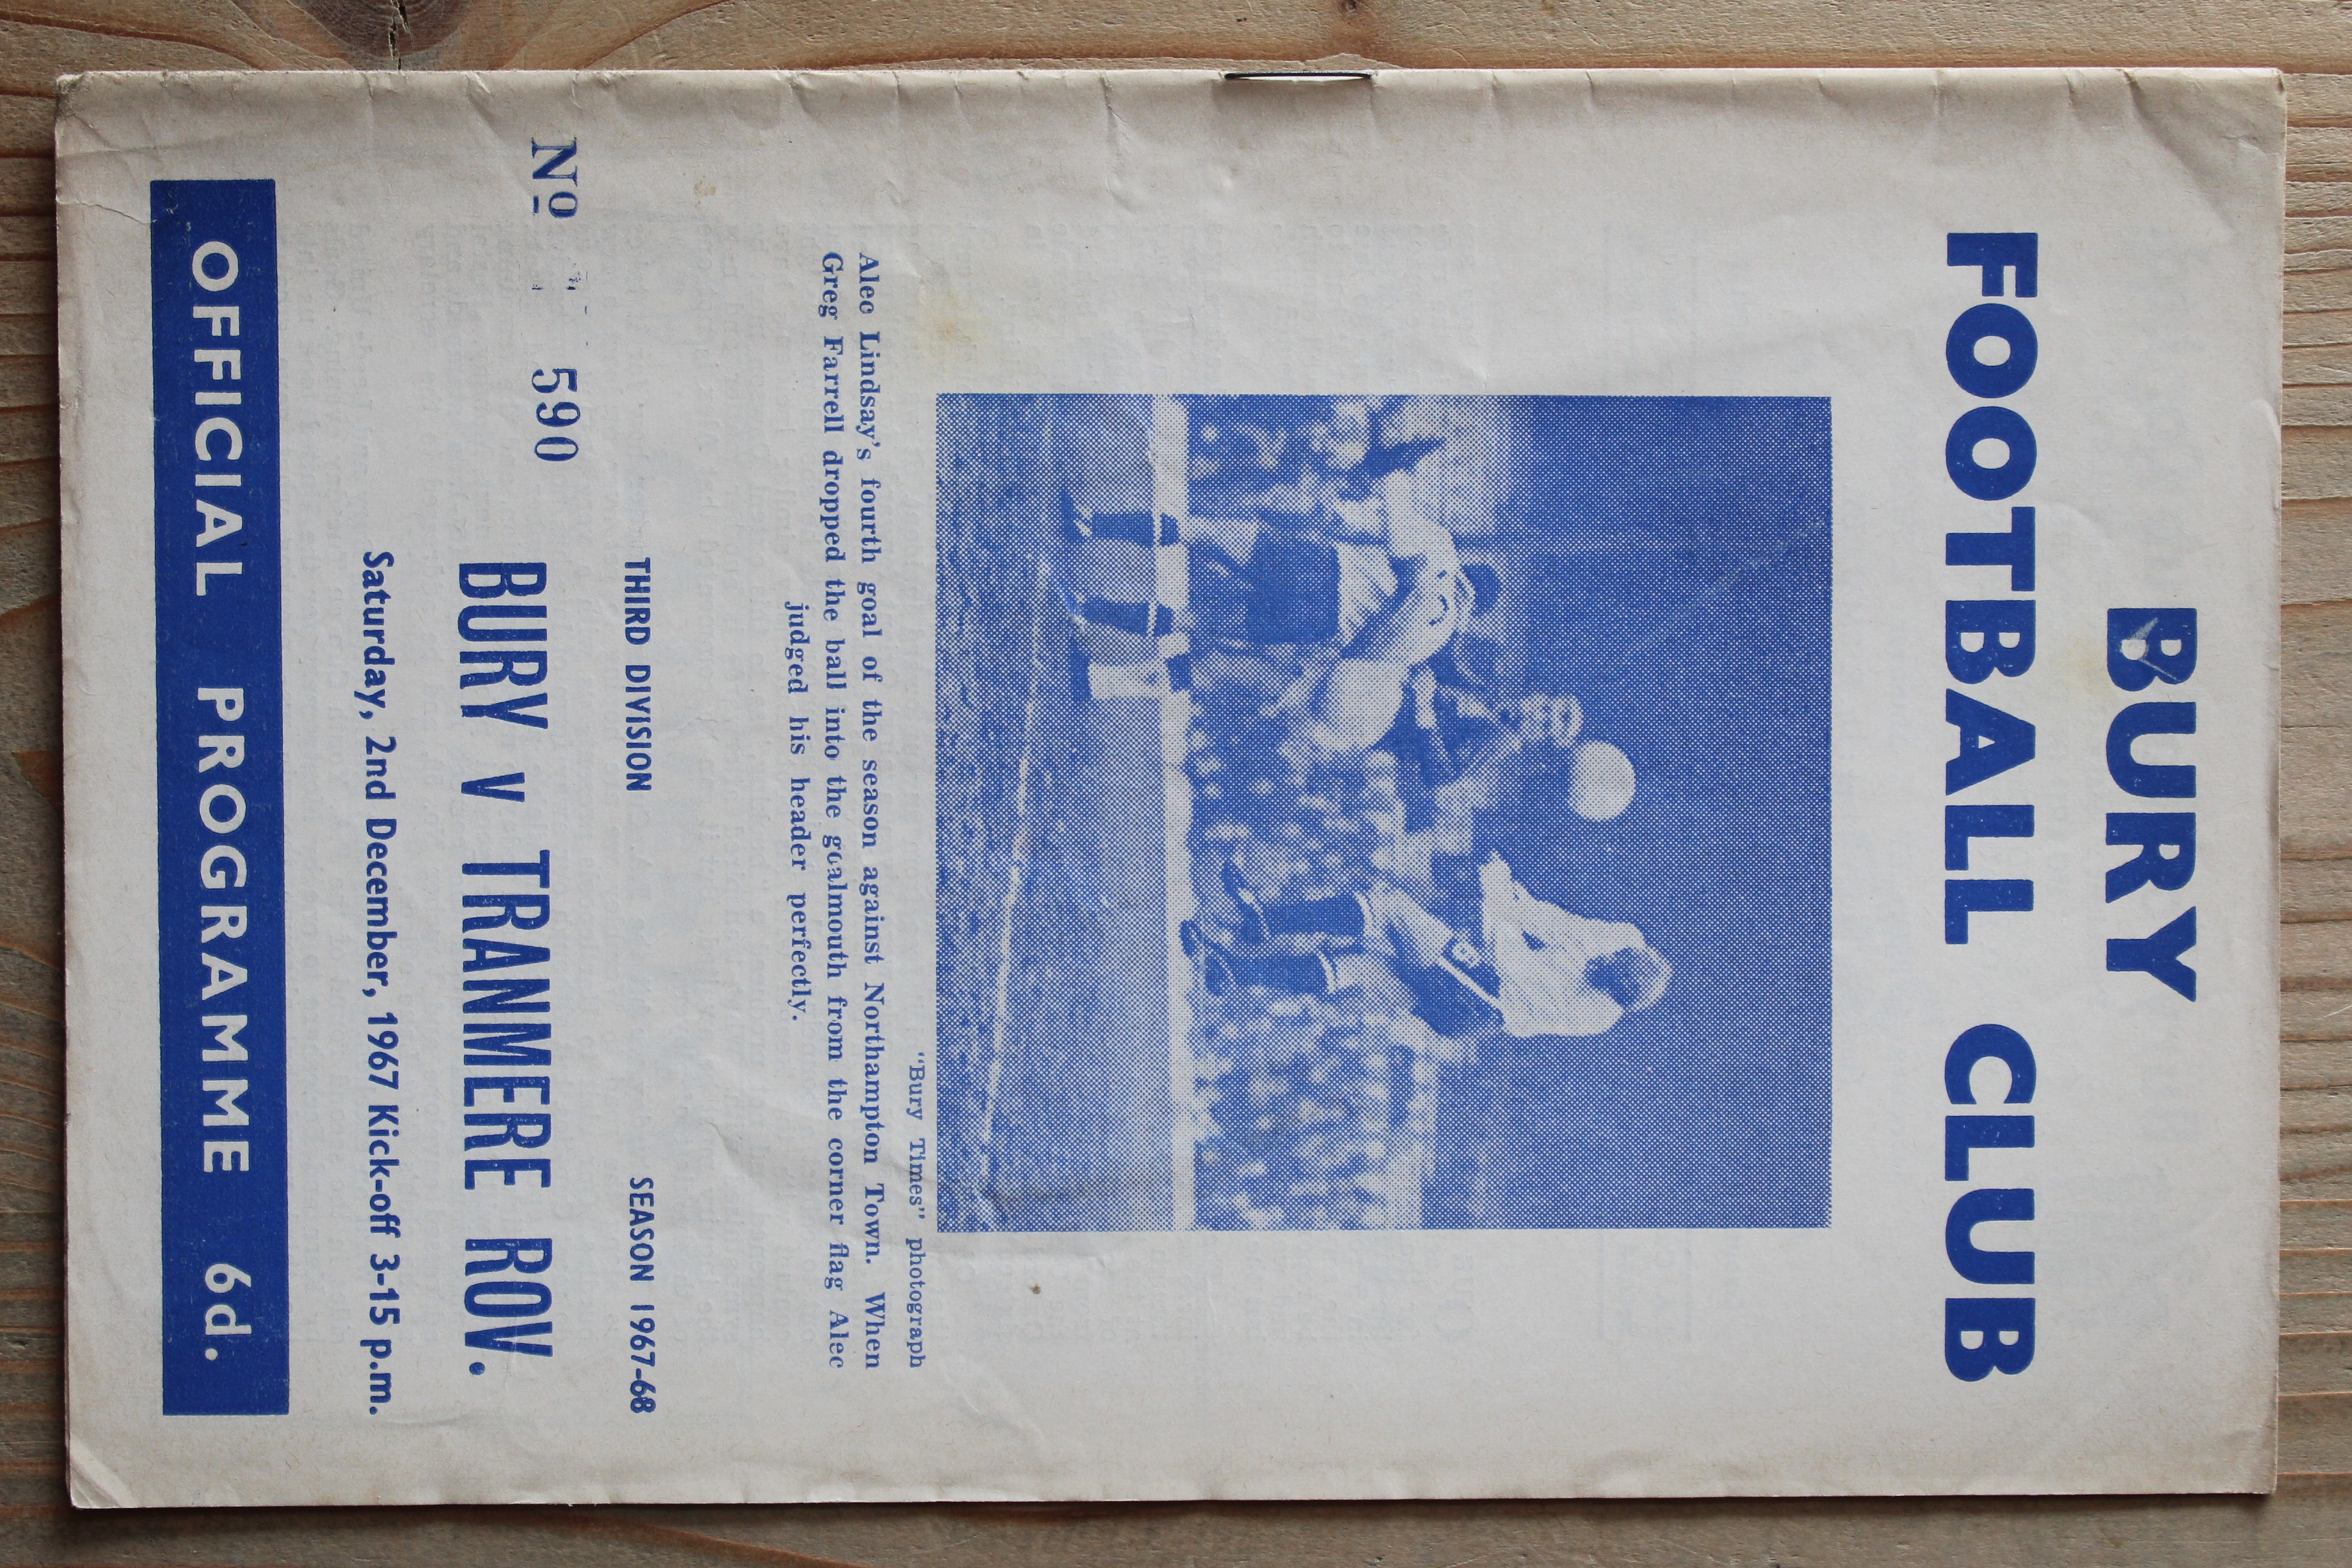 BURY
FOOTBALL CLUB
"Bury Times" photograph
Alec Lindsay's fourth goal of the season against Northampton Town. When
Greg Farrell dropped the ball into the goalmouth from the corner flag Alec
judged his header perfectly.
THIRD DIVISION SEASON 1967-68
No 590
BURY v TRANMERE ROV.
Saturday, 2nd December, 1967 Kick-off 3-15 p.m.
OFFICIAL PROGRAMME 6d.